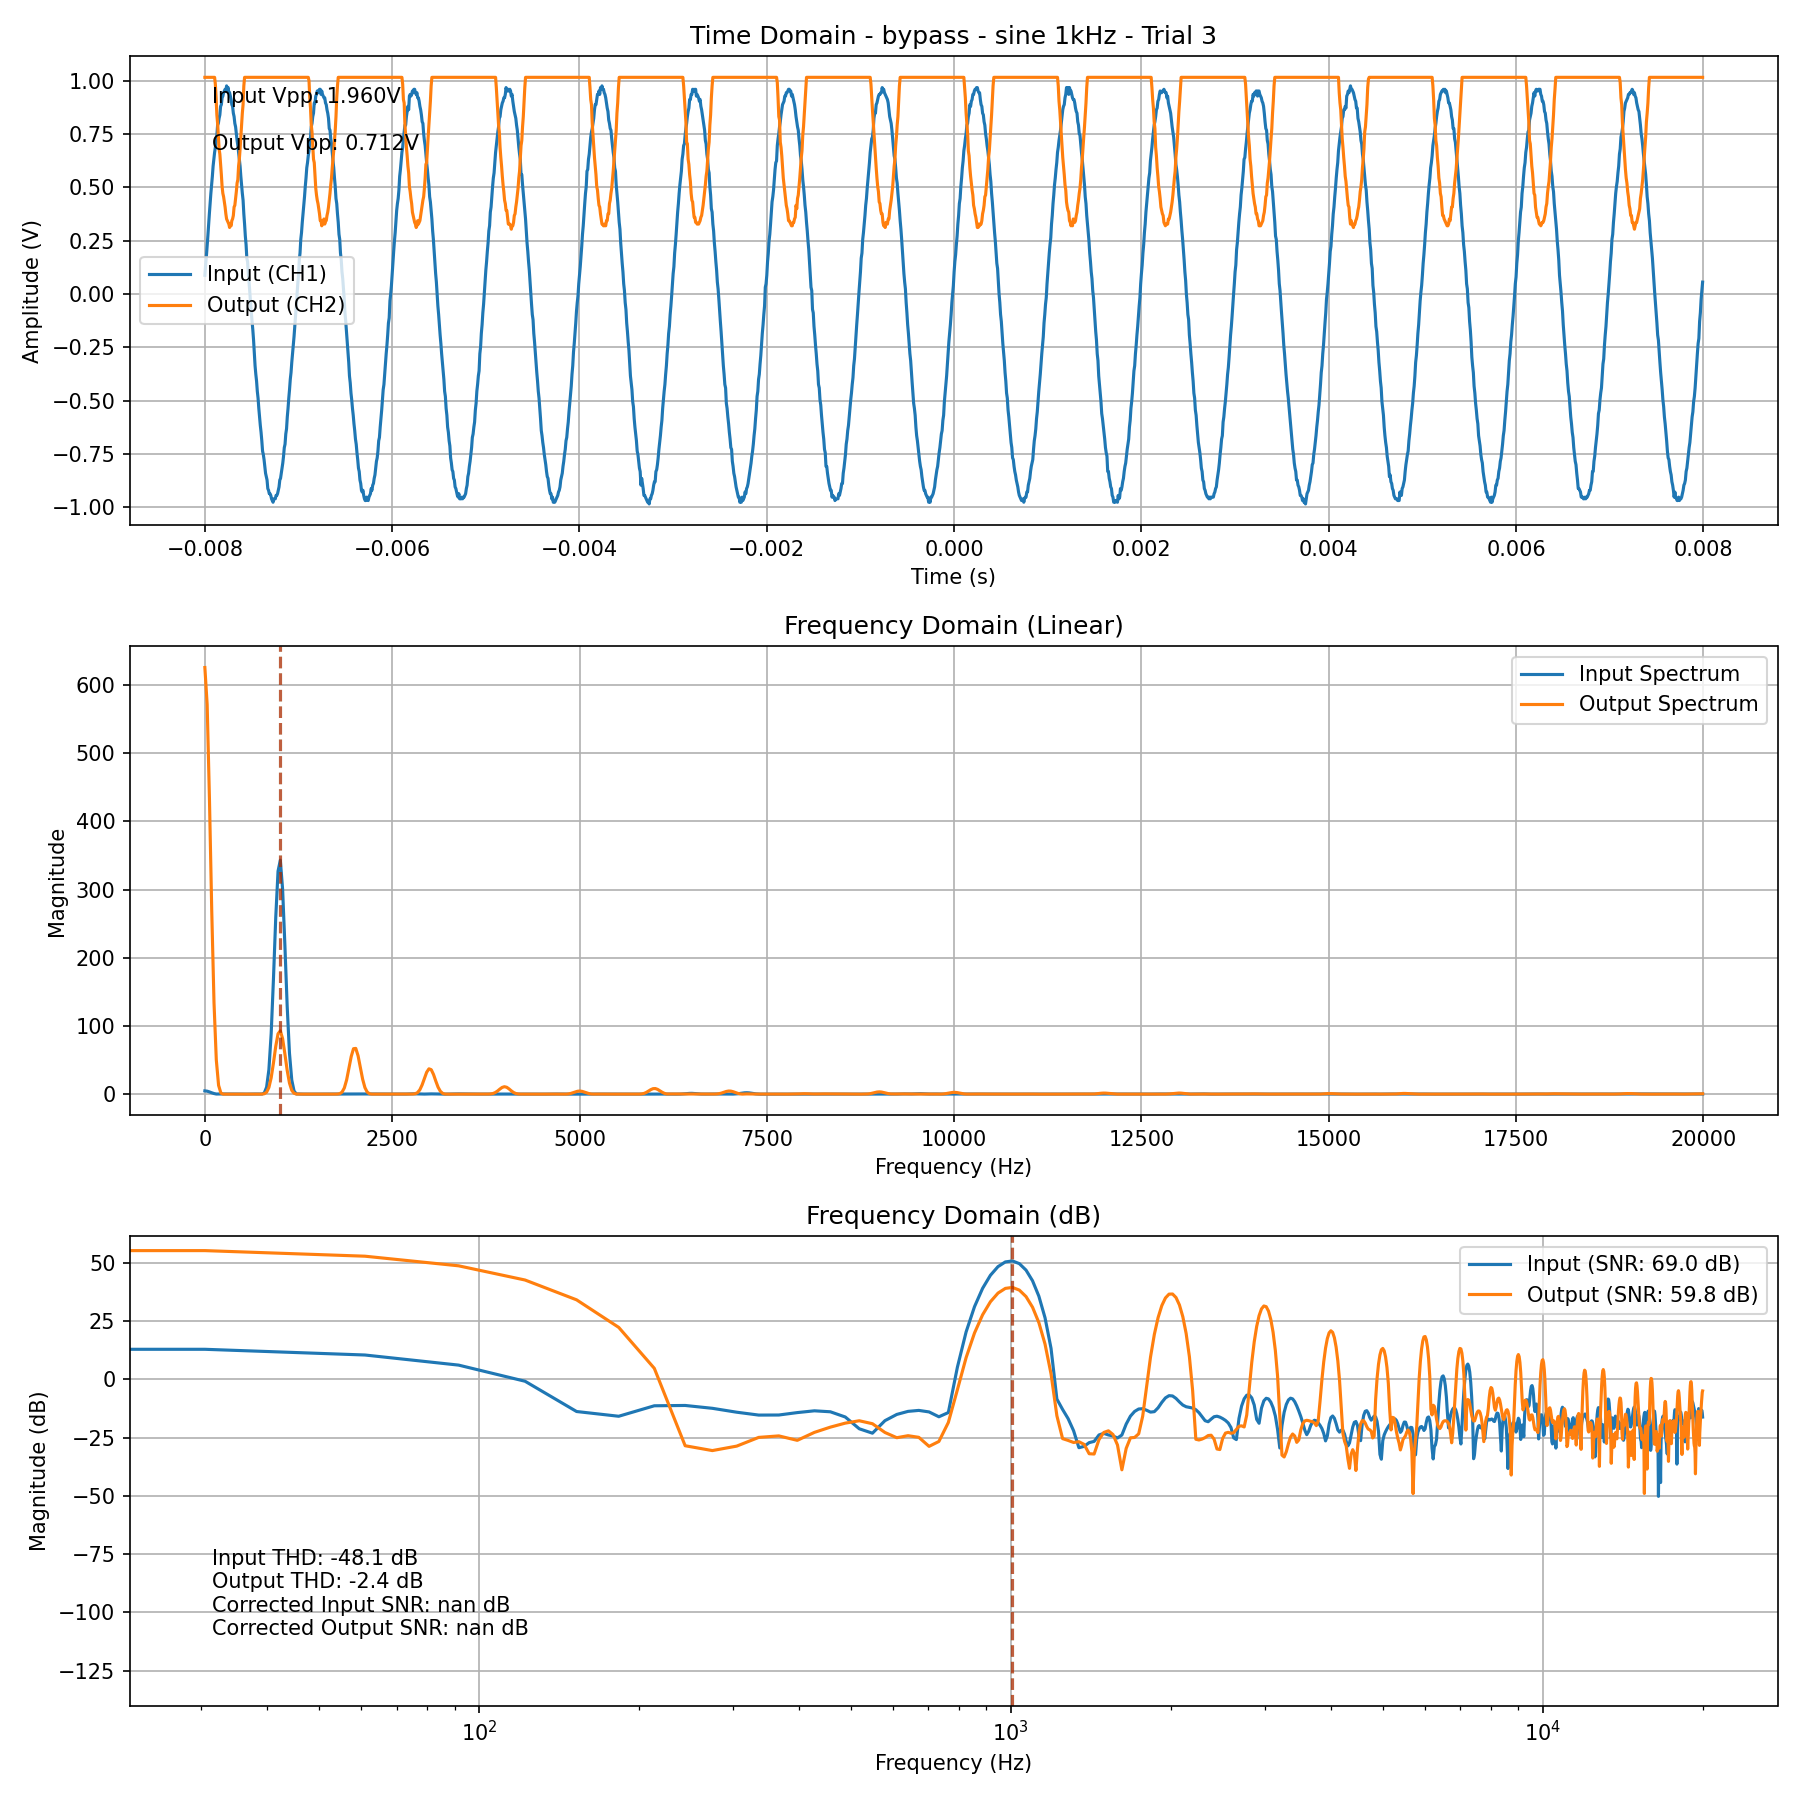 Time Domain - bypass - sine 1kHz - Trial 3
1.00
0.75
0.50
0.25
0.00
−0.25
−0.50
−0.75
−1.00
Amplitude (V)
Input Vpp: 1.960V
Output Vpp: 0.712V
Input (CH1)
Output (CH2)
−0.008
−0.006
−0.004
−0.002
0.000
0.002
0.004
0.006
0.008
Time (s)
Frequency Domain (Linear)
600
500
400
300
200
100
0
Magnitude
Input Spectrum
Output Spectrum
0
2500
5000
7500
10000
12500
15000
17500
20000
Frequency (Hz)
Frequency Domain (dB)
50
25
0
−25
−50
−75
−100
−125
Magnitude (dB)
Input (SNR: 69.0 dB)
Output (SNR: 59.8 dB)
Input THD: -48.1 dB
Output THD: -2.4 dB
Corrected Input SNR: nan dB
Corrected Output SNR: nan dB
10²
10³
10⁴
Frequency (Hz)